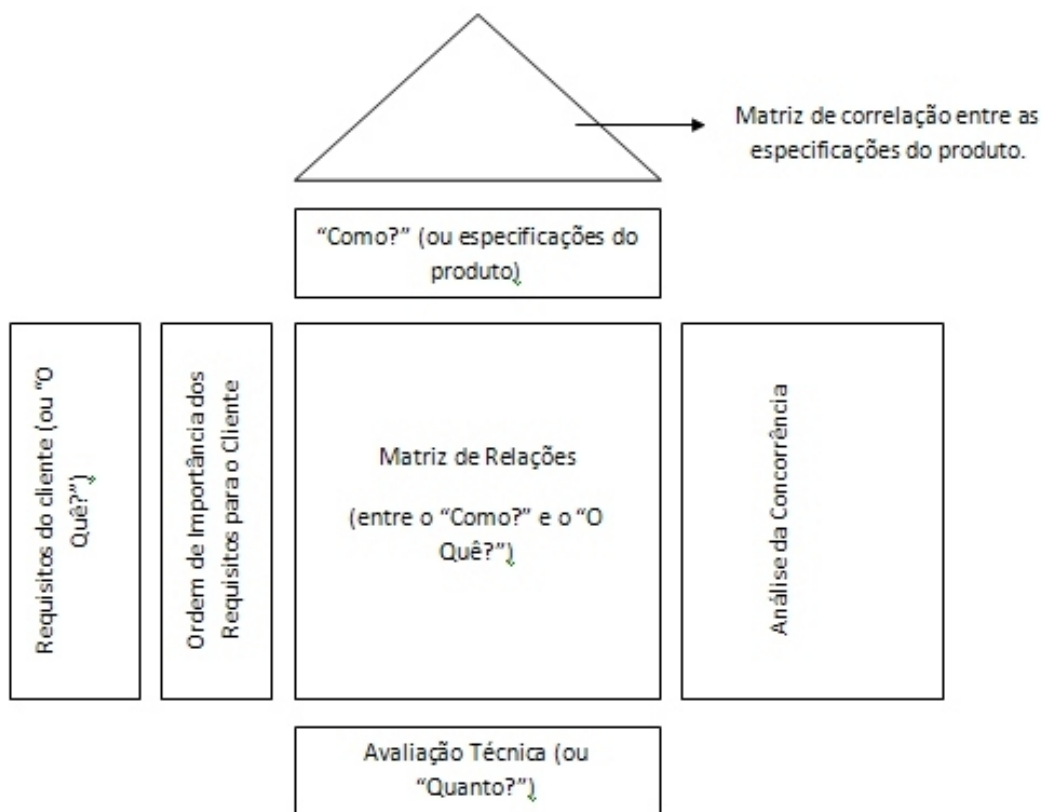 Matriz de correlação entre as
especificações do produto.
“Como?” (ou especificações do
produto)
Requisitos do cliente (ou “O
Quê?”)
Ordem de Importância dos
Requisitos para o Cliente
Matriz de Relações
(entre o “Como?” e o “O
Quê?”)
Análise da Concorrência
Avaliação Técnica (ou
“Quanto?”)